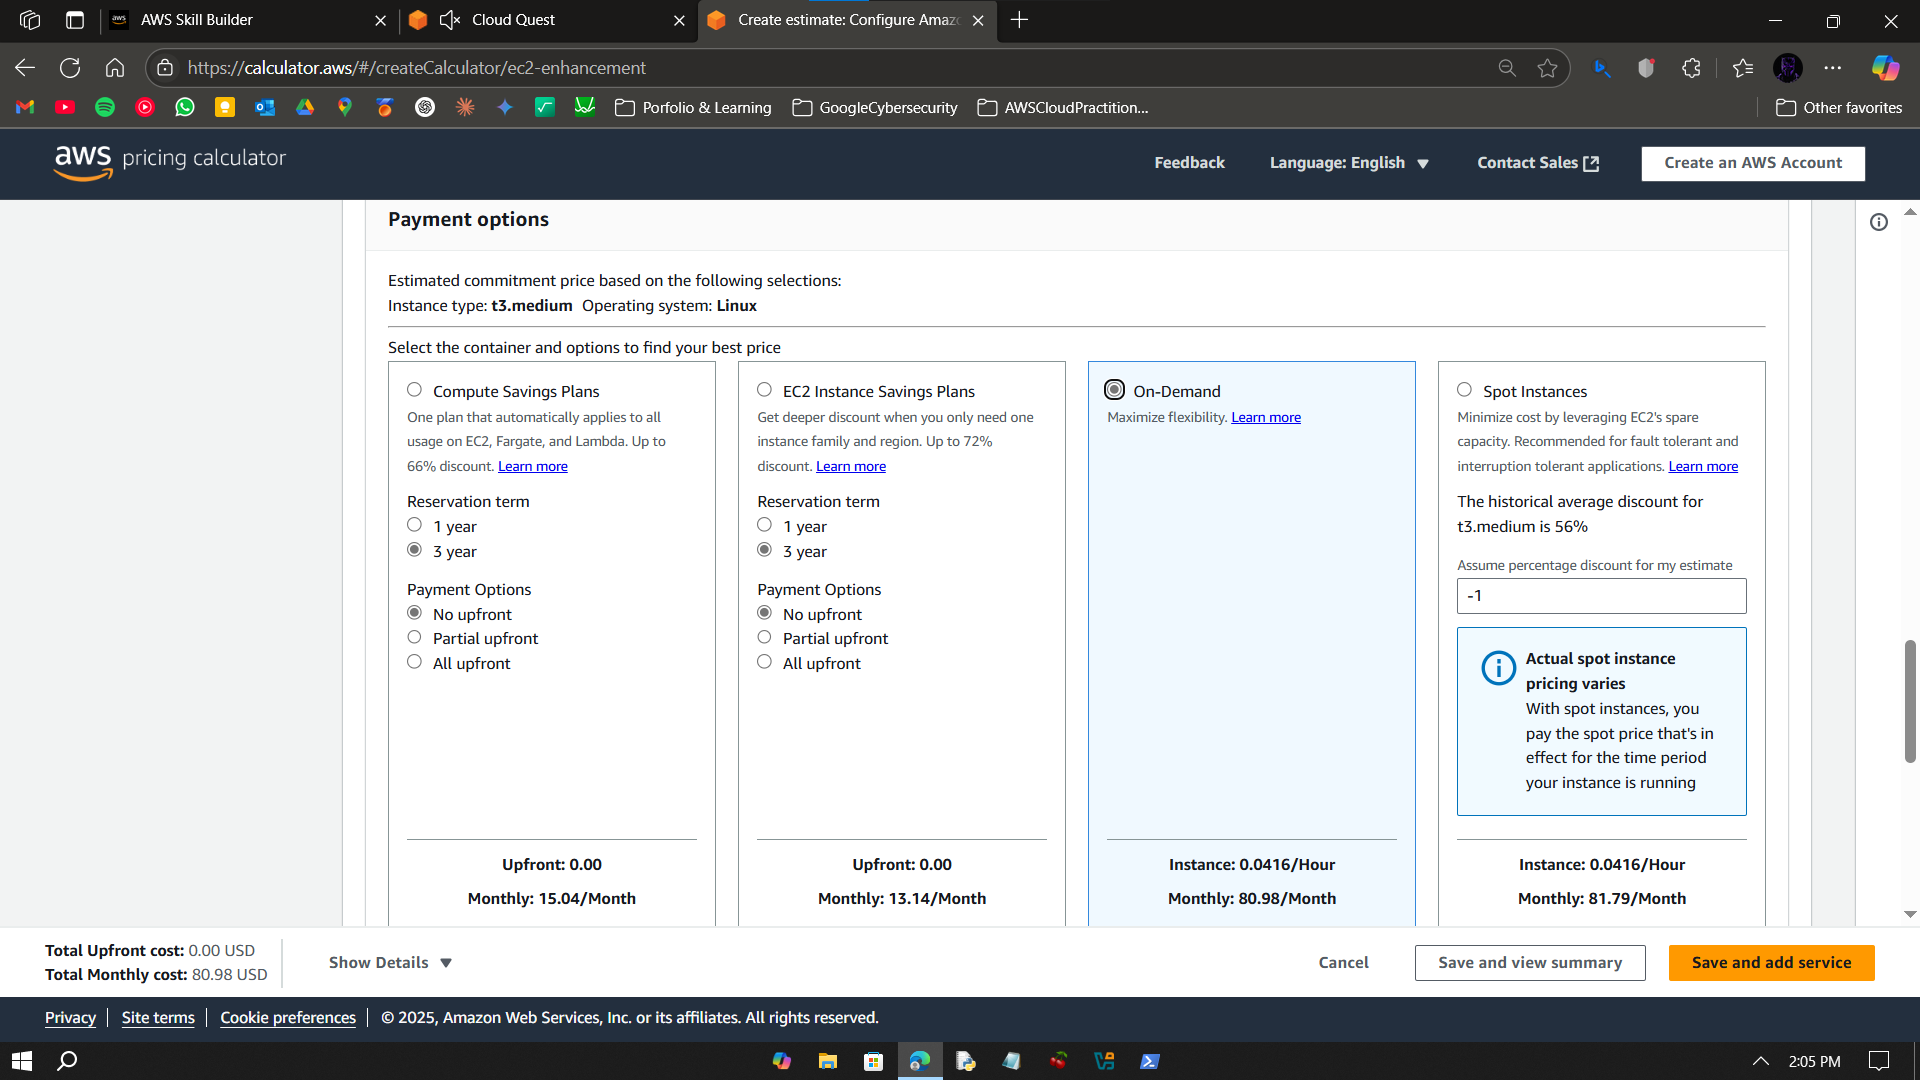 AWS Skill Builder
Cloud Quest
Create estimate: Configure Amaz
https://calculator.aws/#/createCalculator/ec2-enhancement
Porfolio & Learning
GoogleCybersecurity
AWSCloudPractition...
Other favorites
aws pricing calculator
Feedback
Language: English
Contact Sales
Create an AWS Account
Payment options
Estimated commitment price based on the following selections:
Instance type: t3.medium Operating system: Linux
Select the container and options to find your best price
Compute Savings Plans
One plan that automatically applies to all
usage on EC2, Fargate, and Lambda. Up to
66% discount. Learn more
Reservation term
1 year
3 year
Payment Options
No upfront
Partial upfront
All upfront
Upfront: 0.00
Monthly: 15.04/Month
EC2 Instance Savings Plans
Get deeper discount when you only need one
instance family and region. Up to 72%
discount. Learn more
Reservation term
1 year
3 year
Payment Options
No upfront
Partial upfront
All upfront
Upfront: 0.00
Monthly: 13.14/Month
On-Demand
Maximize flexibility. Learn more
Instance: 0.0416/Hour
Monthly: 80.98/Month
Spot Instances
Minimize cost by leveraging EC2's spare
capacity. Recommended for fault tolerant and
interruption tolerant applications. Learn more
The historical average discount for
t3.medium is 56%
Assume percentage discount for my estimate
-1
Actual spot instance
pricing varies
With spot instances, you
pay the spot price that's in
effect for the time period
your instance is running
Instance: 0.0416/Hour
Monthly: 81.79/Month
Total Upfront cost: 0.00 USD
Total Monthly cost: 80.98 USD
Show Details
Cancel
Save and view summary
Save and add service
Privacy
Site terms
Cookie preferences
© 2025, Amazon Web Services, Inc. or its affiliates. All rights reserved.
2:05 PM